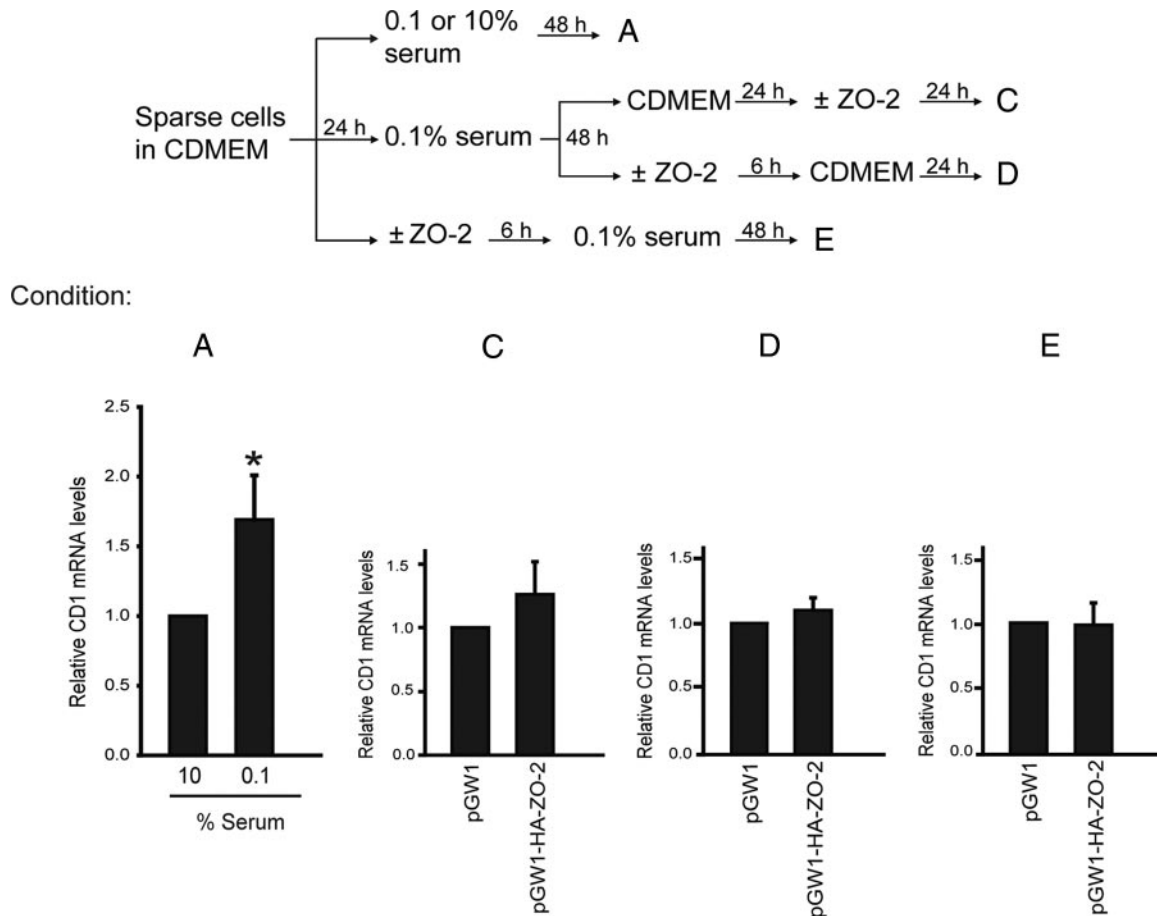 0.1 or 10%
serum
48 h
A
Sparse cells
in CDMEM
24 h
0.1% serum
48 h
CDMEM
24 h
± ZO-2
24 h
C
± ZO-2
6 h
CDMEM
24 h
D
± ZO-2
6 h
0.1% serum
48 h
E
Condition:
A
C
D
E
Relative CD1 mRNA levels
2.5
2.0
1.5
1.0
0.5
0.0
*
10
0.1
% Serum
Relative CD1 mRNA levels
1.5
1.0
0.5
0.0
pGW1
pGW1-HA-ZO-2
Relative CD1 mRNA levels
1.5
1.0
0.5
0.0
pGW1
pGW1-HA-ZO-2
Relative CD1 mRNA levels
1.5
1.0
0.5
0.0
pGW1
pGW1-HA-ZO-2